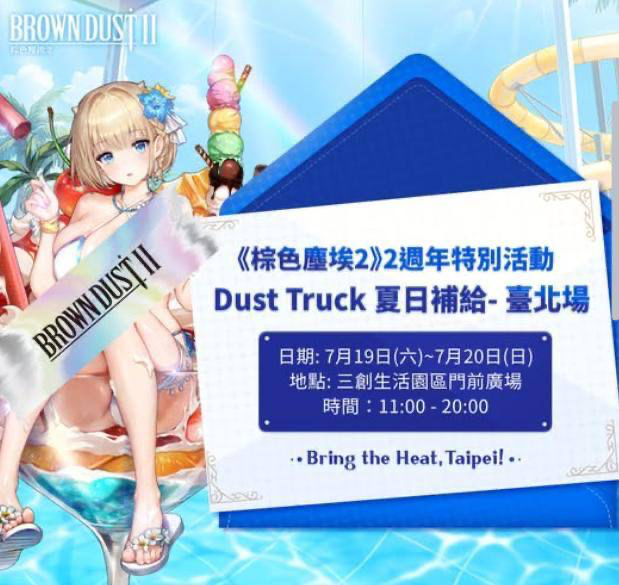 BROWN DUST II
棕色塵埃2
BROWN DUST II
《棕色塵埃2》2週年特別活動
Dust Truck 夏日補給- 臺北場
日期: 7月19日(六)~7月20日(日)
地點: 三創生活園區門前廣場
時間：11:00 - 20:00
•• Bring the Heat, Taipei! ••